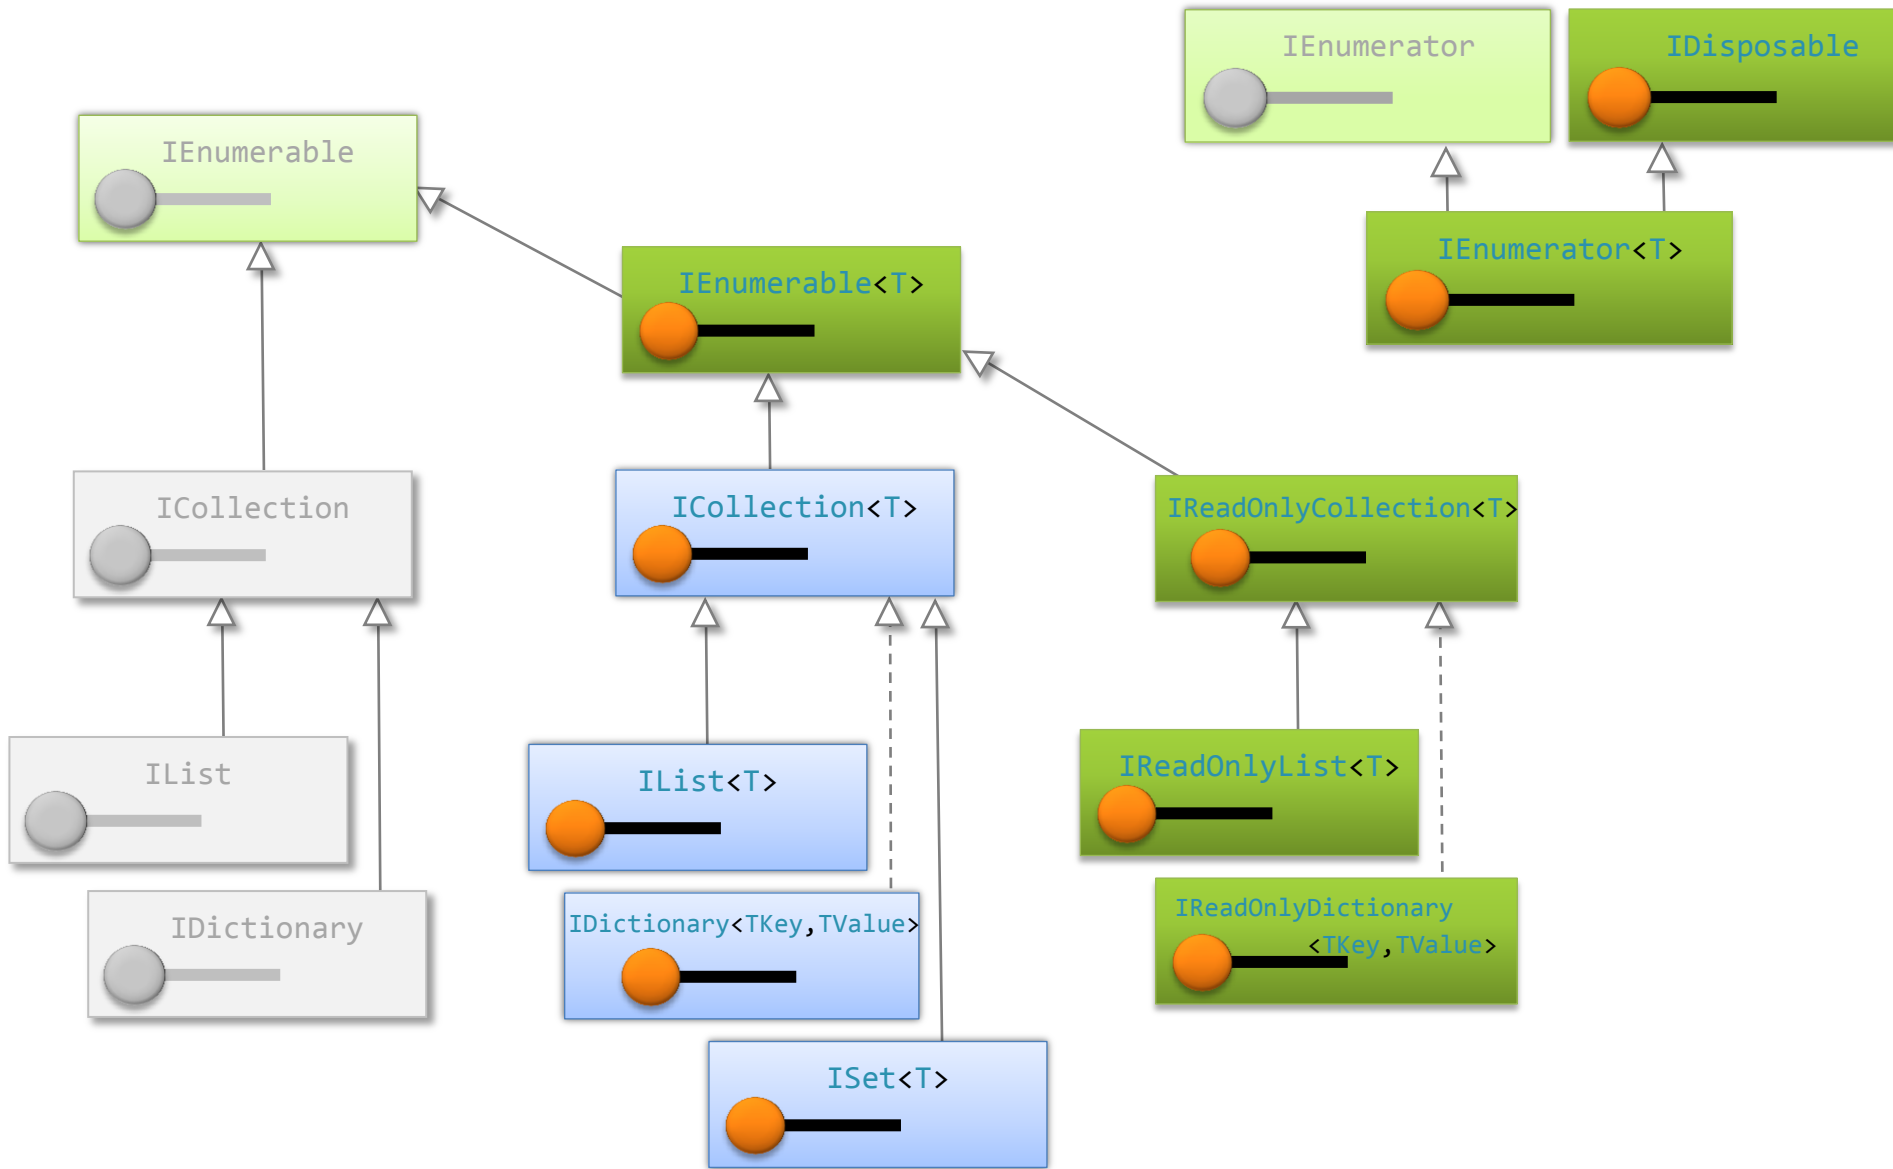 IEnumerator
IDisposable
IEnumerable
IEnumerator<T>
IEnumerable<T>
ICollection
ICollection<T>
IReadOnlyCollection<T>
IList
IList<T>
IReadOnlyList<T>
IDictionary
IDictionary<TKey,TValue>
IReadOnlyDictionary
<TKey,TValue>
ISet<T>